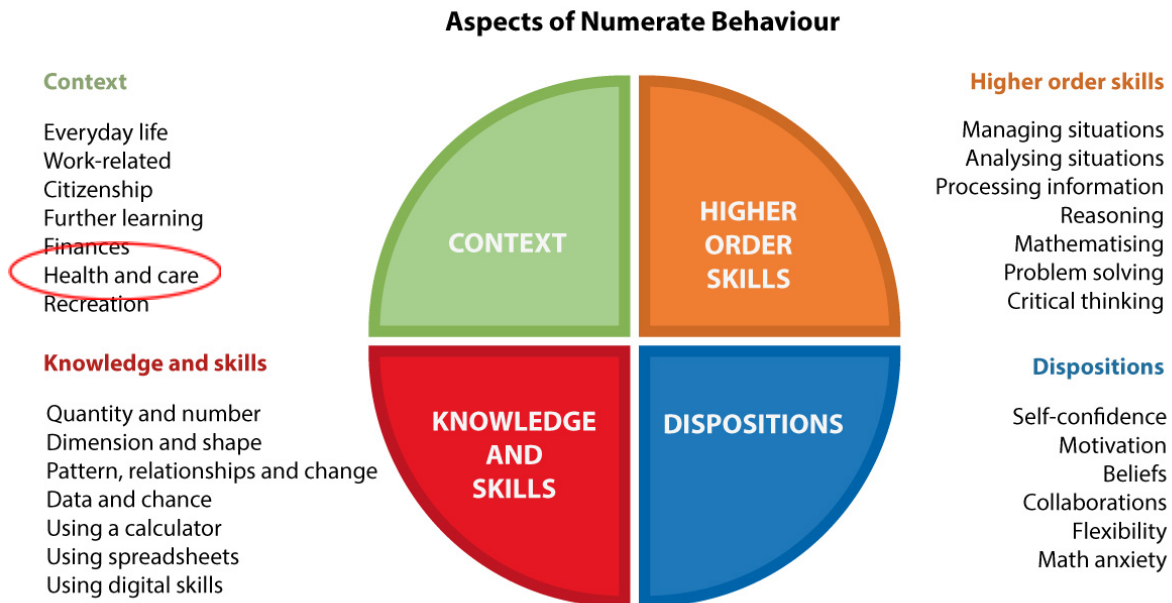 Aspects of Numerate Behaviour
Context
Everyday life
Work-related
Citizenship
Further learning
Finances
Health and care
Recreation
Higher order skills
Managing situations
Analysing situations
Processing information
Reasoning
Mathematising
Problem solving
Critical thinking
CONTEXT
HIGHER
ORDER
SKILLS
Knowledge and skills
Quantity and number
Dimension and shape
Pattern, relationships and change
Data and chance
Using a calculator
Using spreadsheets
Using digital skills
KNOWLEDGE
AND
SKILLS
DISPOSITIONS
Dispositions
Self-confidence
Motivation
Beliefs
Collaborations
Flexibility
Math anxiety